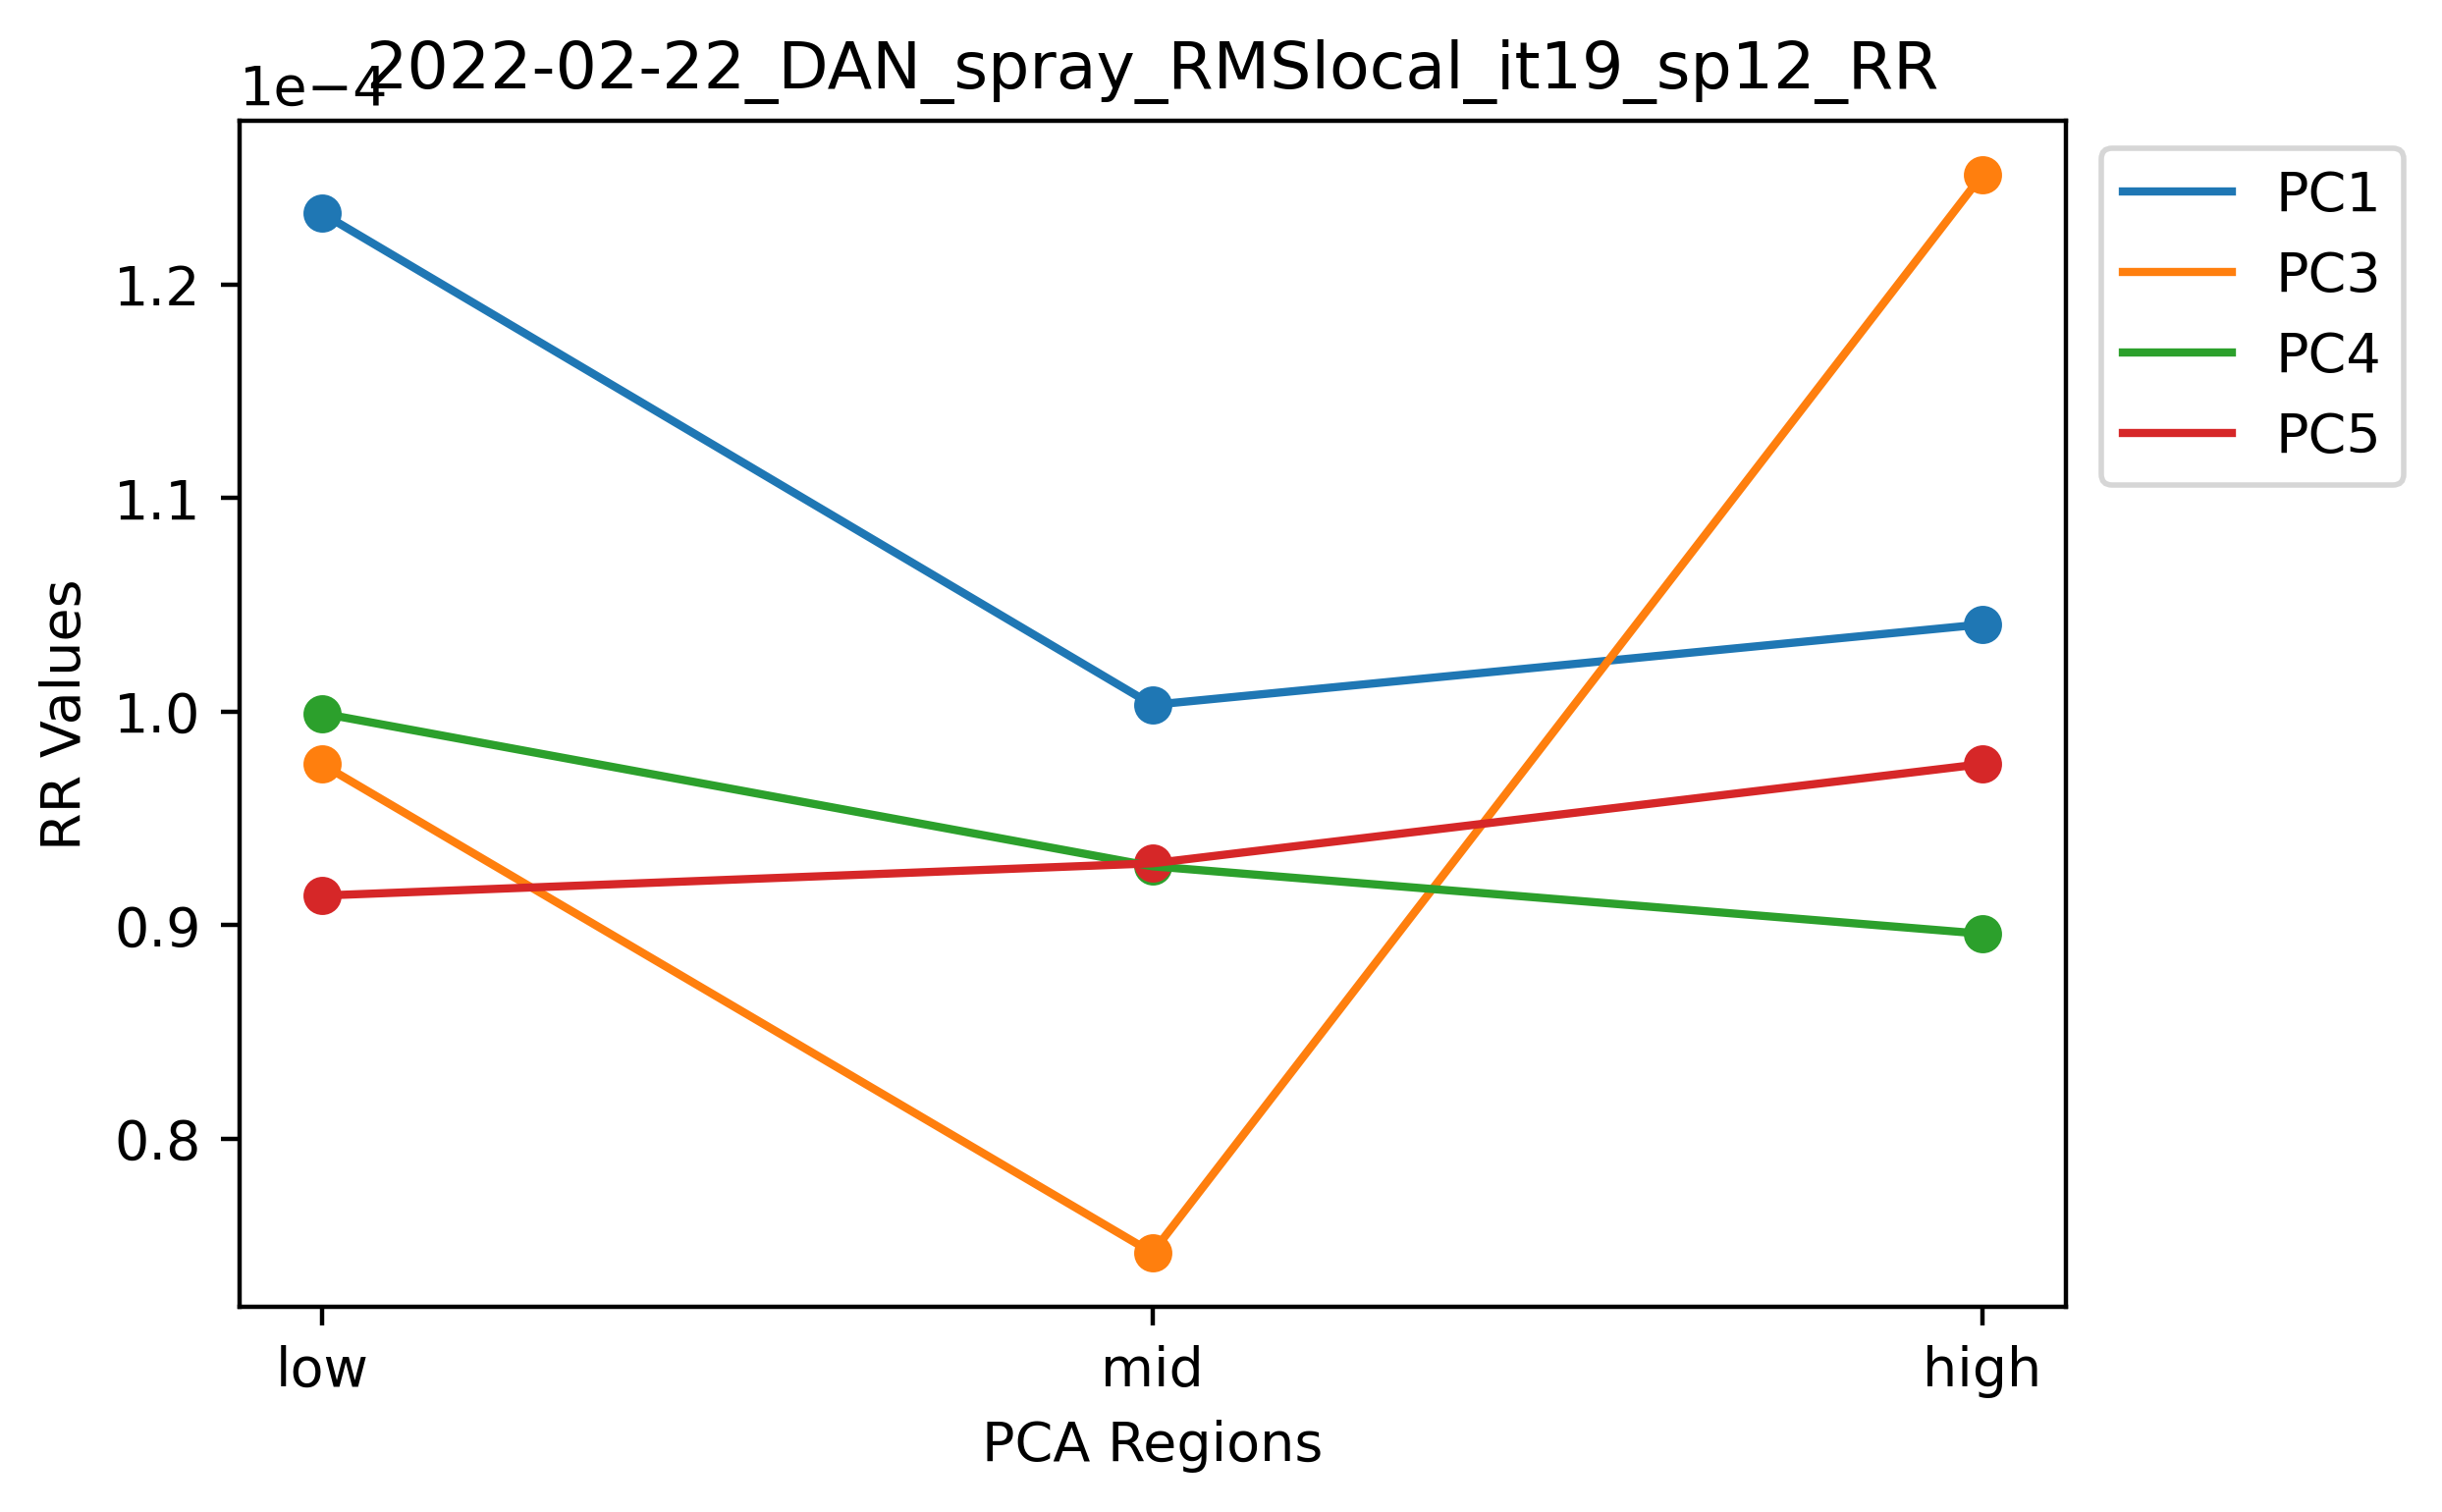 2022-02-22_DAN_spray_RMSlocal_it19_sp12_RR
1e−4
1.2
1.1
1.0
0.9
0.8
RR Values
low
mid
high
PCA Regions
PC1
PC3
PC4
PC5